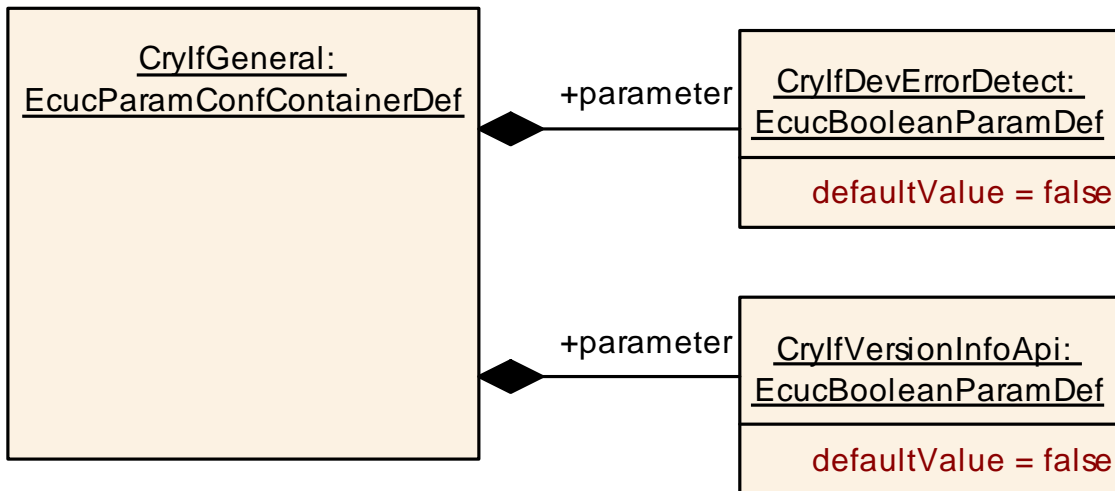 CryIfGeneral:
EcucParamConfContainerDef
+parameter
CryIfDevErrorDetect:
EcucBooleanParamDef
defaultValue = false
+parameter
CryIfVersionInfoApi:
EcucBooleanParamDef
defaultValue = false